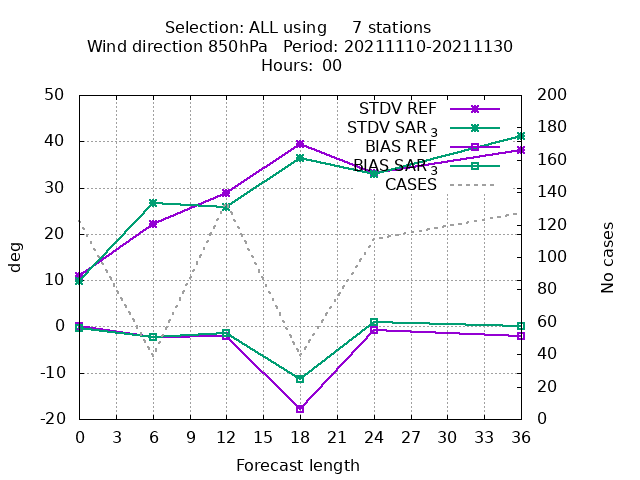 Selection: ALL using 7 stations
Wind direction 850hPa Period: 20211110-20211130
Hours: 00
50
40
30
20
10
0
-10
-20
deg
STDV REF
STDV SAR3
BIAS REF
BIAS SAR3
CASES
200
180
160
140
120
100
80
60
40
20
0
No cases
0 3 6 9 12 15 18 21 24 27 30 33 36
Forecast length